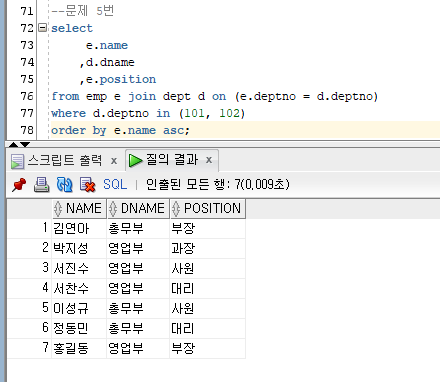 71 --문제 5번
72 select
73 e.name
74 ,d.dname
75 ,e.position
76 from emp e join dept d on (e.deptno = d.deptno)
77 where d.deptno in (101, 102)
78 order by e.name asc;
스크립트 출력 x 질의 결과 x
SQL | 인출된 모든 행: 7(0,009초)
NAME DNAME POSITION
1 김연아 총무부 부장
2 박지성 영업부 과장
3 서진수 영업부 사원
4 서찬수 영업부 대리
5 이성규 총무부 사원
6 정동민 총무부 대리
7 홍길동 영업부 부장